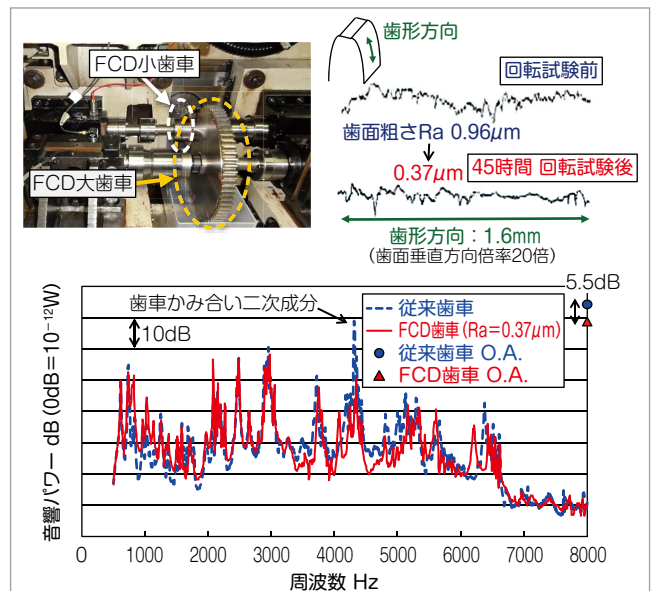 FCD小歯車
FCD大歯車
歯形方向
回転試験前
歯面粗さRa 0.96μm
0.37μm 45時間 回転試験後
歯形方向：1.6mm
（歯面垂直方向倍率20倍）
5.5dB
歯車かみ合い二次成分
10dB
従来歯車
FCD歯車（Ra=0.37μm）
従来歯車 O.A.
FCD歯車 O.A.
音響パワー dB（0dB=10⁻¹²W）
0 1000 2000 3000 4000 5000 6000 7000 8000
周波数 Hz